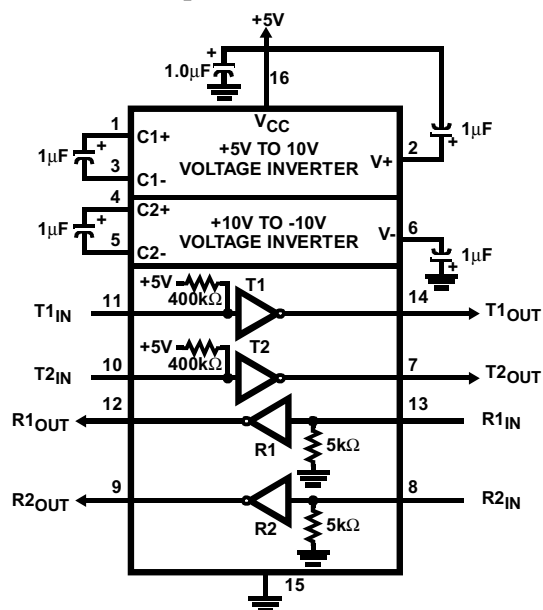 +5V
+
1.0µF
16
VCC
1
C1+
+5V TO 10V
VOLTAGE INVERTER
1µF
+
3
C1-
V+
2
1µF
+
4
C2+
+10V TO -10V
VOLTAGE INVERTER
1µF
+
5
C2-
V-
6
1µF
+
+5V
400kΩ
T1
T1IN
11
14
T1OUT
+5V
400kΩ
T2
T2IN
10
7
T2OUT
R1OUT
12
13
R1IN
R1
5kΩ
R2OUT
9
8
R2IN
R2
5kΩ
15